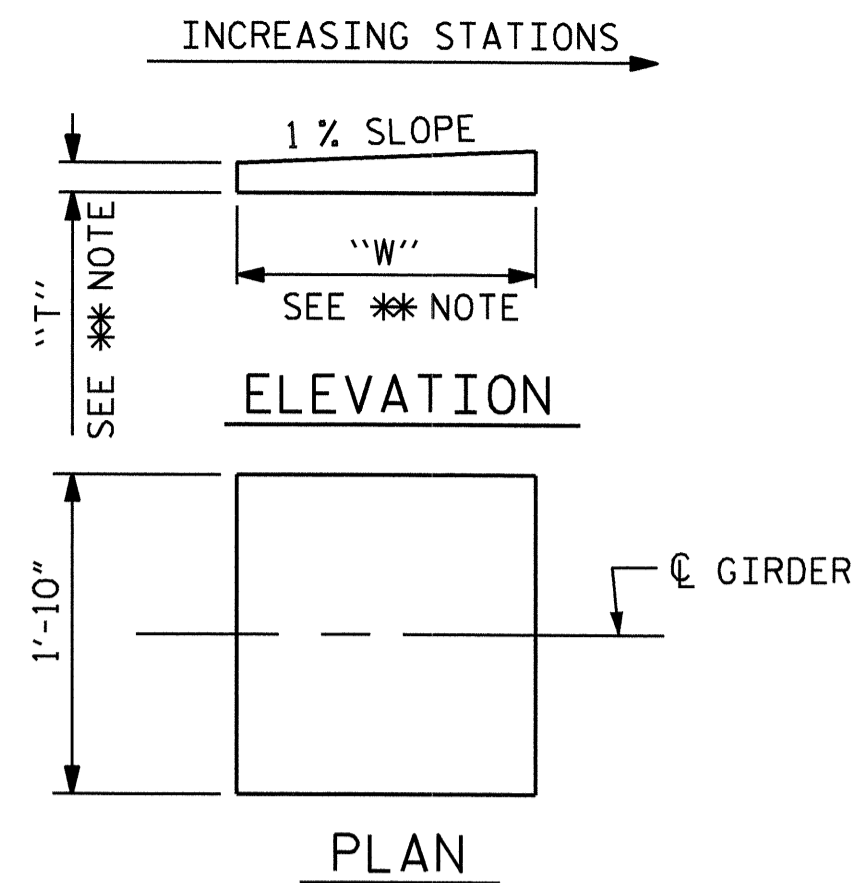 INCREASING STATIONS
1 % SLOPE
"T"
SEE ** NOTE
"W"
SEE ** NOTE
ELEVATION
1'-10"
℄ GIRDER
PLAN